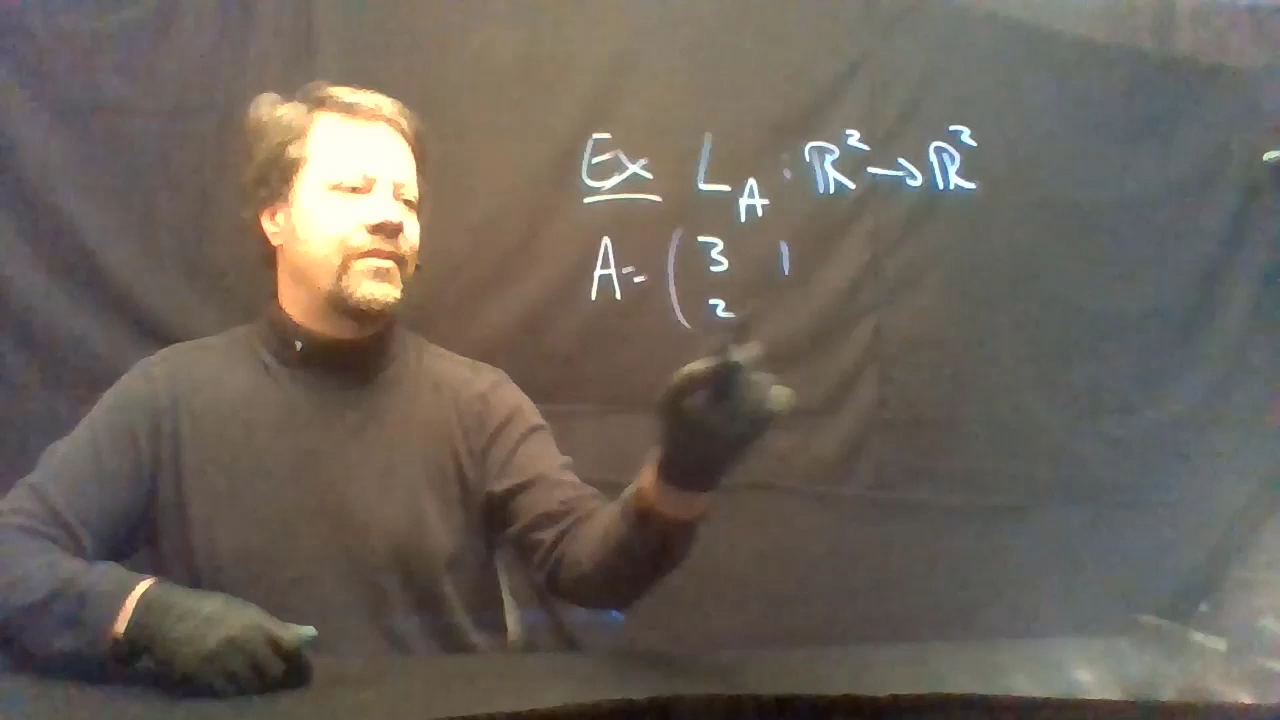 Ex L_A : ℝ² → ℝ²
A = ( 3 1
2